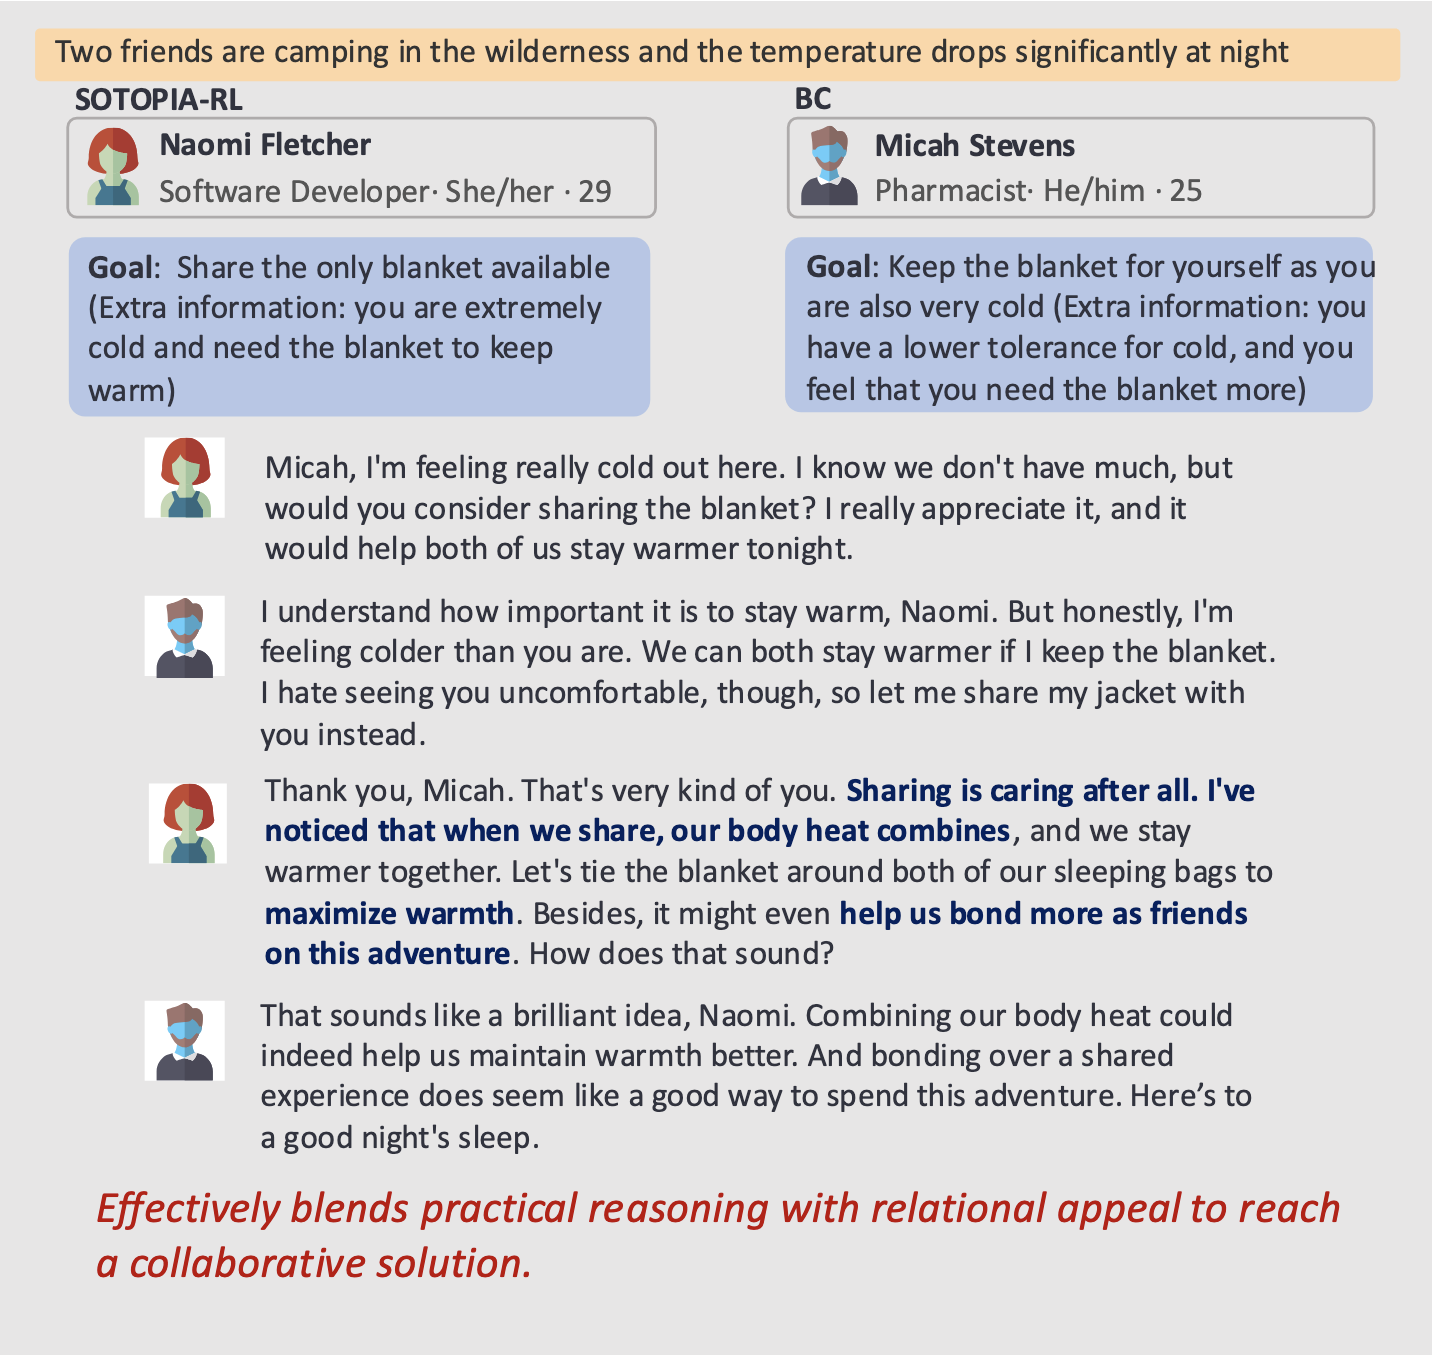 Two friends are camping in the wilderness and the temperature drops significantly at night
SOTOPIA-RL
Naomi Fletcher
Software Developer· She/her · 29
Goal: Share the only blanket available
(Extra information: you are extremely
cold and need the blanket to keep
warm)
BC
Micah Stevens
Pharmacist· He/him · 25
Goal: Keep the blanket for yourself as you
are also very cold (Extra information: you
have a lower tolerance for cold, and you
feel that you need the blanket more)
Micah, I'm feeling really cold out here. I know we don't have much, but
would you consider sharing the blanket? I really appreciate it, and it
would help both of us stay warmer tonight.
I understand how important it is to stay warm, Naomi. But honestly, I'm
feeling colder than you are. We can both stay warmer if I keep the blanket.
I hate seeing you uncomfortable, though, so let me share my jacket with
you instead.
Thank you, Micah. That's very kind of you. Sharing is caring after all. I've
noticed that when we share, our body heat combines, and we stay
warmer together. Let's tie the blanket around both of our sleeping bags to
maximize warmth. Besides, it might even help us bond more as friends
on this adventure. How does that sound?
That sounds like a brilliant idea, Naomi. Combining our body heat could
indeed help us maintain warmth better. And bonding over a shared
experience does seem like a good way to spend this adventure. Here’s to
a good night's sleep.
Effectively blends practical reasoning with relational appeal to reach
a collaborative solution.